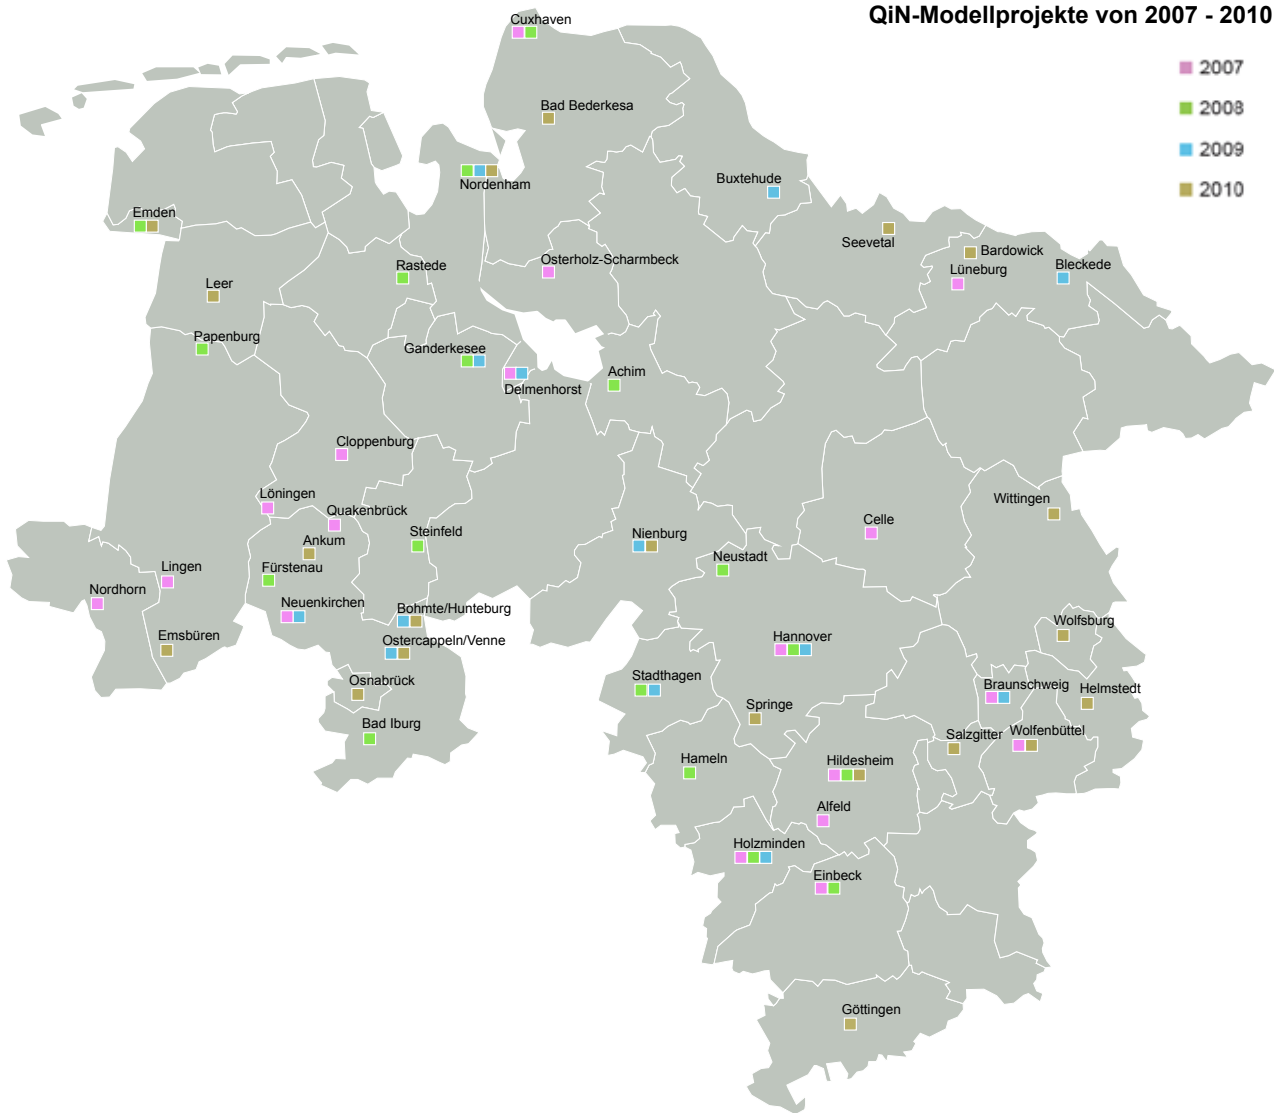 QiN-Modellprojekte von 2007 - 2010
2007
2008
2009
2010
Cuxhaven
Bad Bederkesa
Nordenham
Buxtehude
Emden
Seevetal
Bardowick
Lüneburg
Bleckede
Osterholz-Scharmbeck
Rastede
Leer
Papenburg
Ganderkesee
Delmenhorst
Achim
Cloppenburg
Löningen
Quakenbrück
Wittingen
Celle
Steinfeld
Nienburg
Ankum
Neustadt
Fürstenau
Lingen
Nordhorn
Neuenkirchen
Bohmte/Hunteburg
Wolfsburg
Emsbüren
Ostercappeln/Venne
Hannover
Osnabrück
Stadthagen
Braunschweig
Helmstedt
Springe
Bad Iburg
Salzgitter
Wolfenbüttel
Hameln
Hildesheim
Alfeld
Holzminden
Einbeck
Göttingen